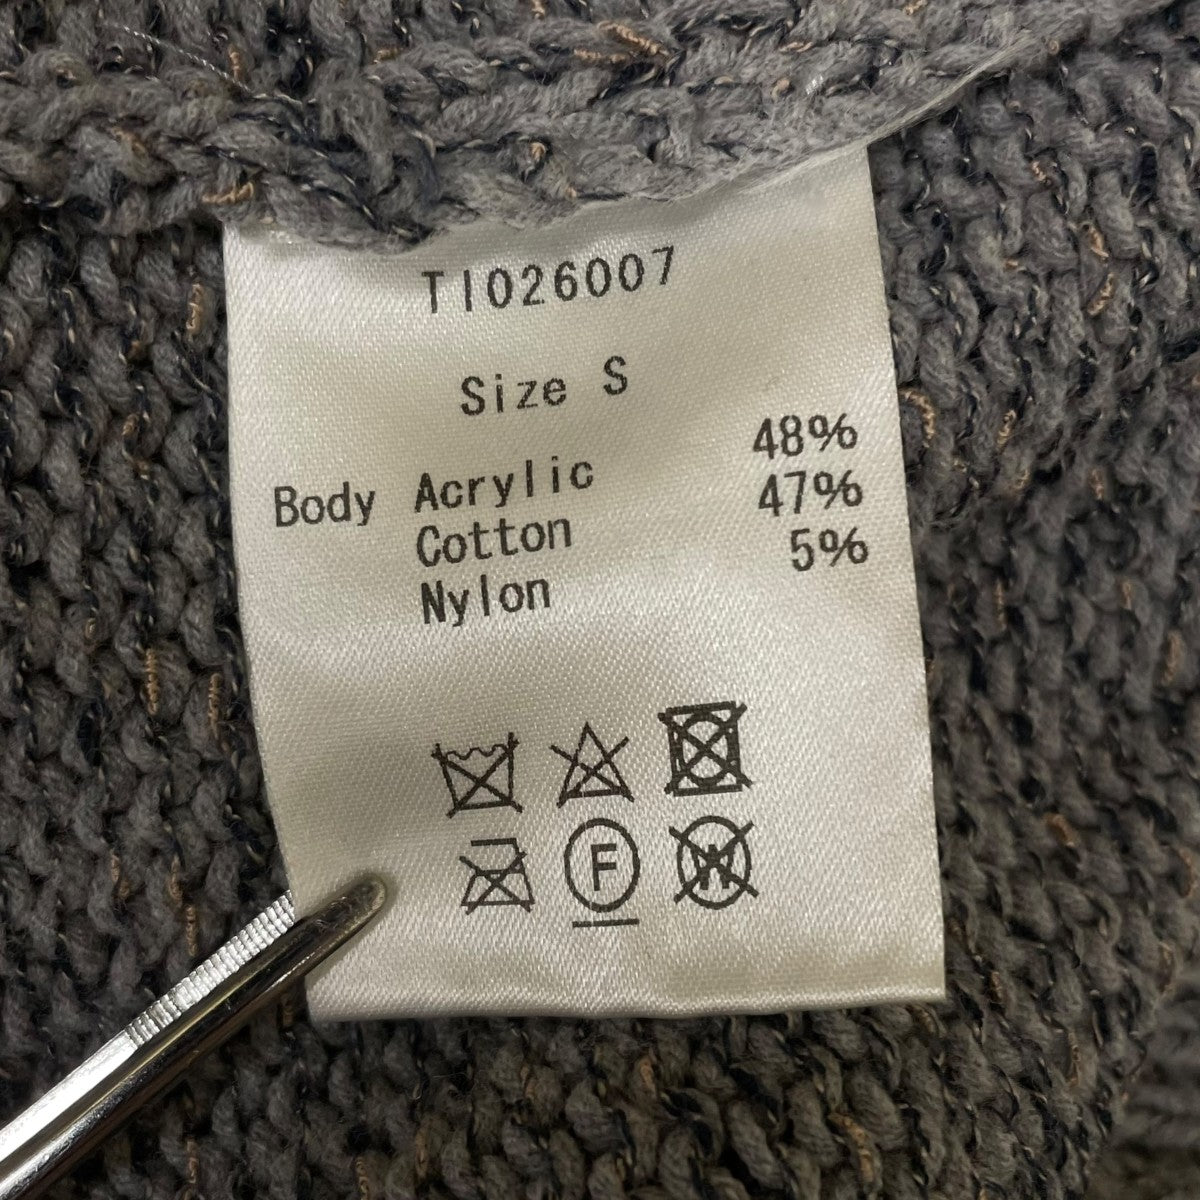 TI026007
Size S
Body Acrylic 48%
Cotton 47%
Nylon 5%
F W